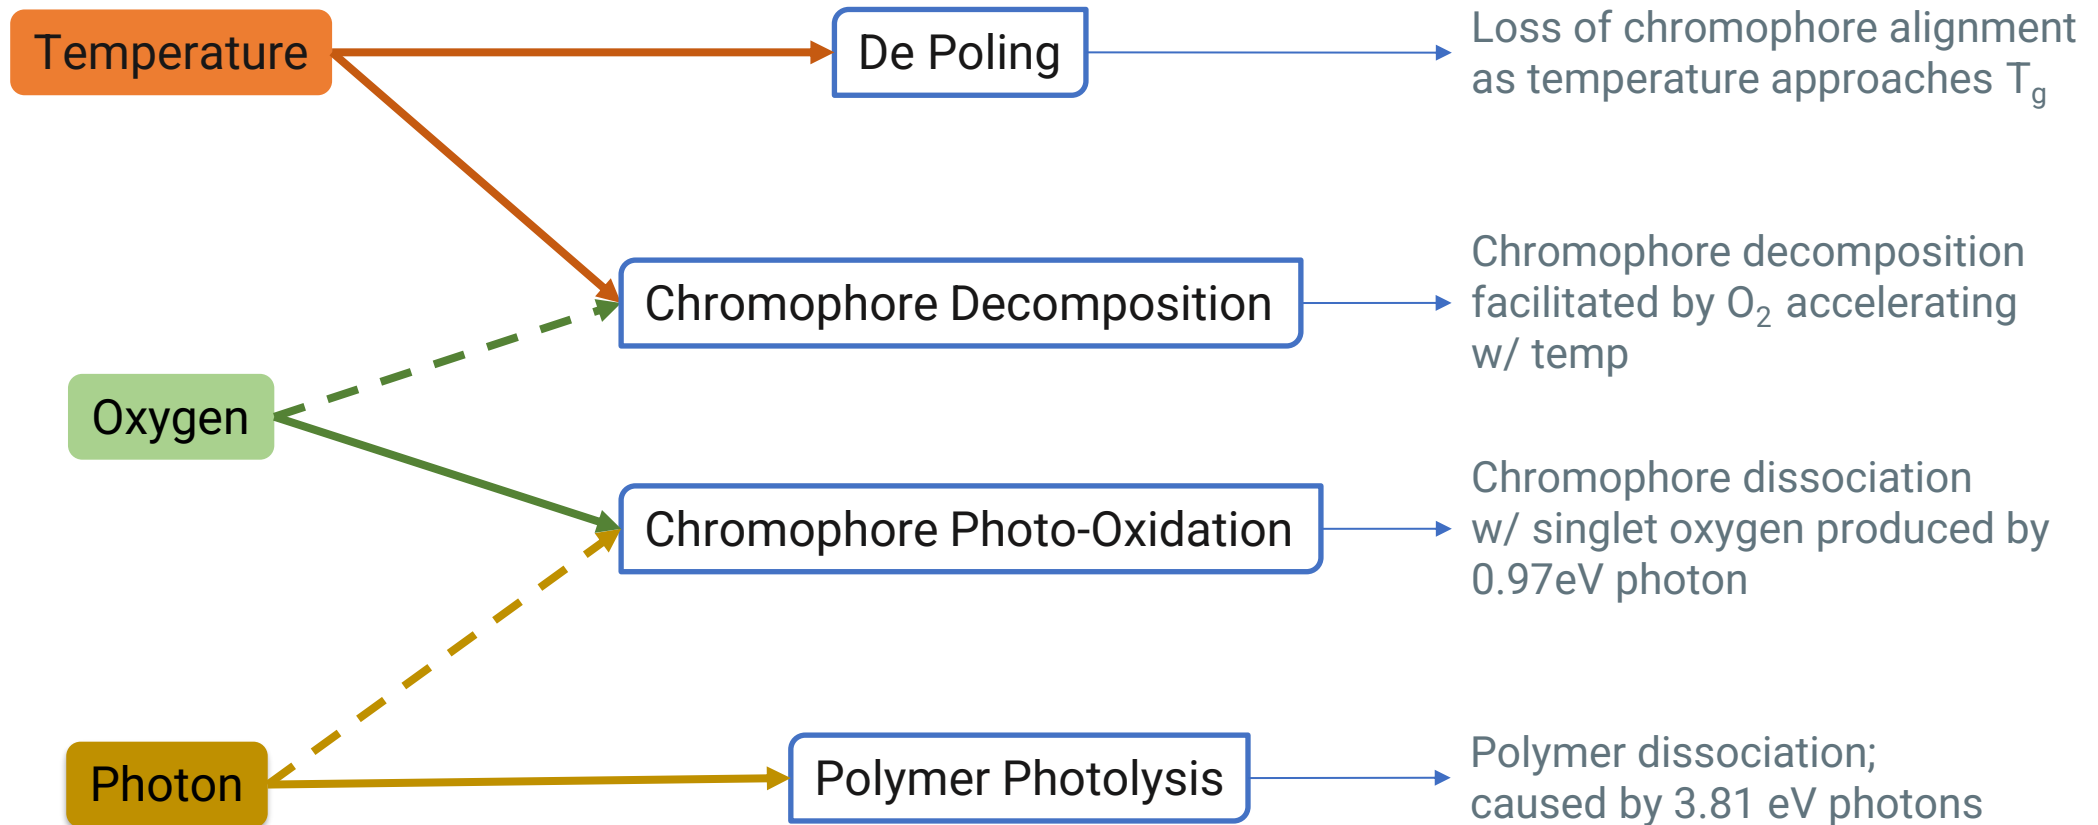 Temperature
De Poling
Loss of chromophore alignment
as temperature approaches Tg
Chromophore Decomposition
Chromophore decomposition
facilitated by O2 accelerating
w/ temp
Oxygen
Chromophore Photo-Oxidation
Chromophore dissociation
w/ singlet oxygen produced by
0.97eV photon
Photon
Polymer Photolysis
Polymer dissociation;
caused by 3.81 eV photons